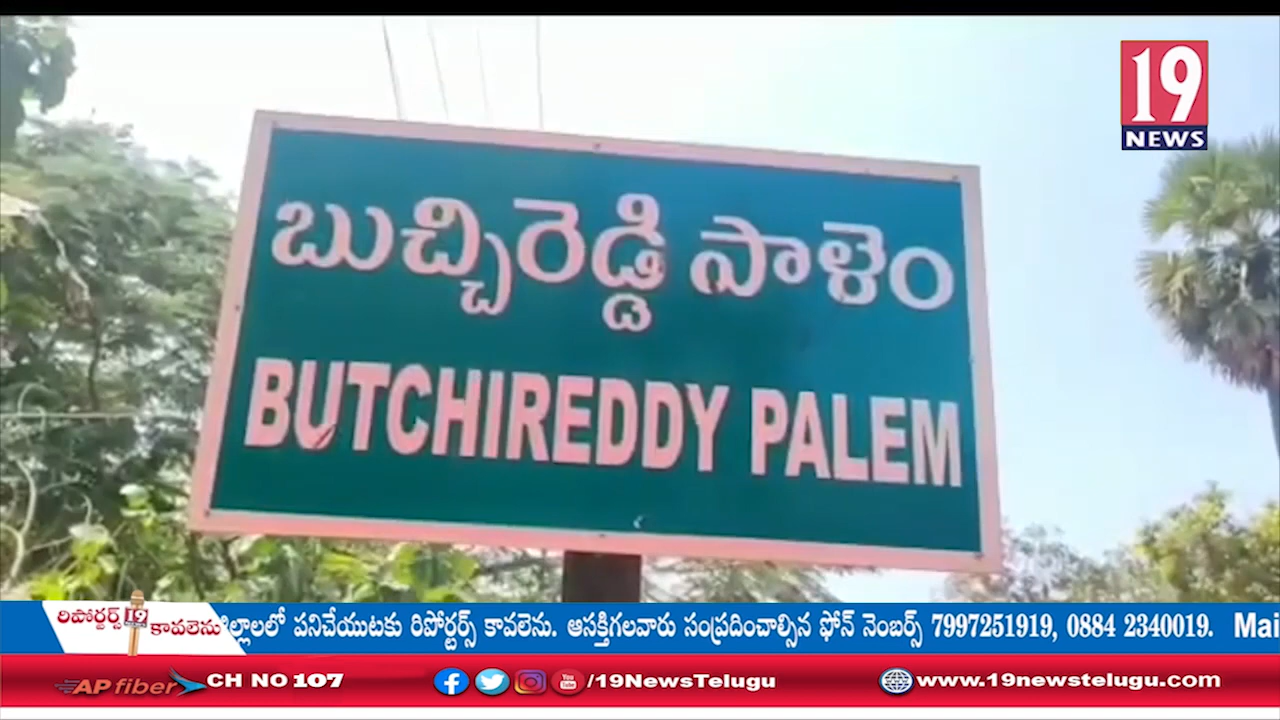 19
NEWS
బుచ్చిరెడ్డి పాళెం
BUTCHIREDDY PALEM
రిపోర్టర్స్ 19
కావలెను
ల్లాలలో పనిచేయుటకు రిపోర్టర్స్ కావలెను. ఆసక్తిగలవారు సంప్రదించాల్సిన ఫోన్ నెంబర్స్ 7997251919, 0884 2340019. Mai
AP fiber CH NO 107 /19NewsTelugu www.19newstelugu.com